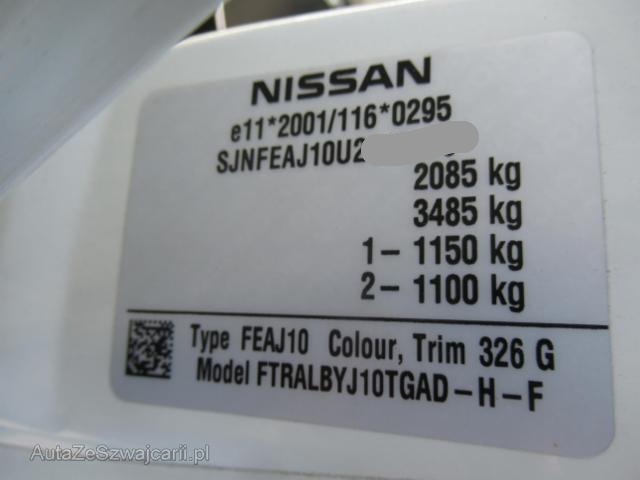 NISSAN
e11*2001/116*0295
SJNFEAJ10U2
2085 kg
3485 kg
1- 1150 kg
2- 1100 kg
Type FEAJ10 Colour, Trim 326 G
Model FTRALBYJ10TGAD-H-F
AutaZeSzwajcarii.pl